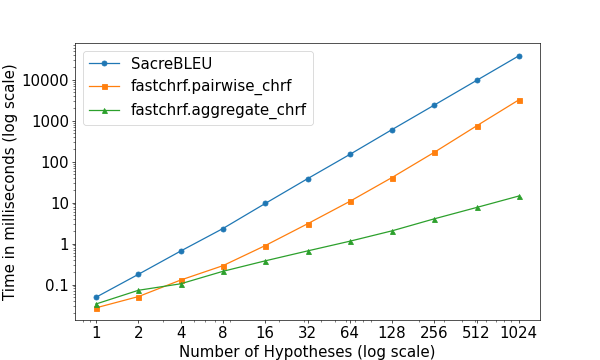 SacreBLEU
fastchrf.pairwise_chrf
fastchrf.aggregate_chrf
Time in milliseconds (log scale)
10000
1000
100
10
1
0.1
1 2 4 8 16 32 64 128 256 512 1024
Number of Hypotheses (log scale)